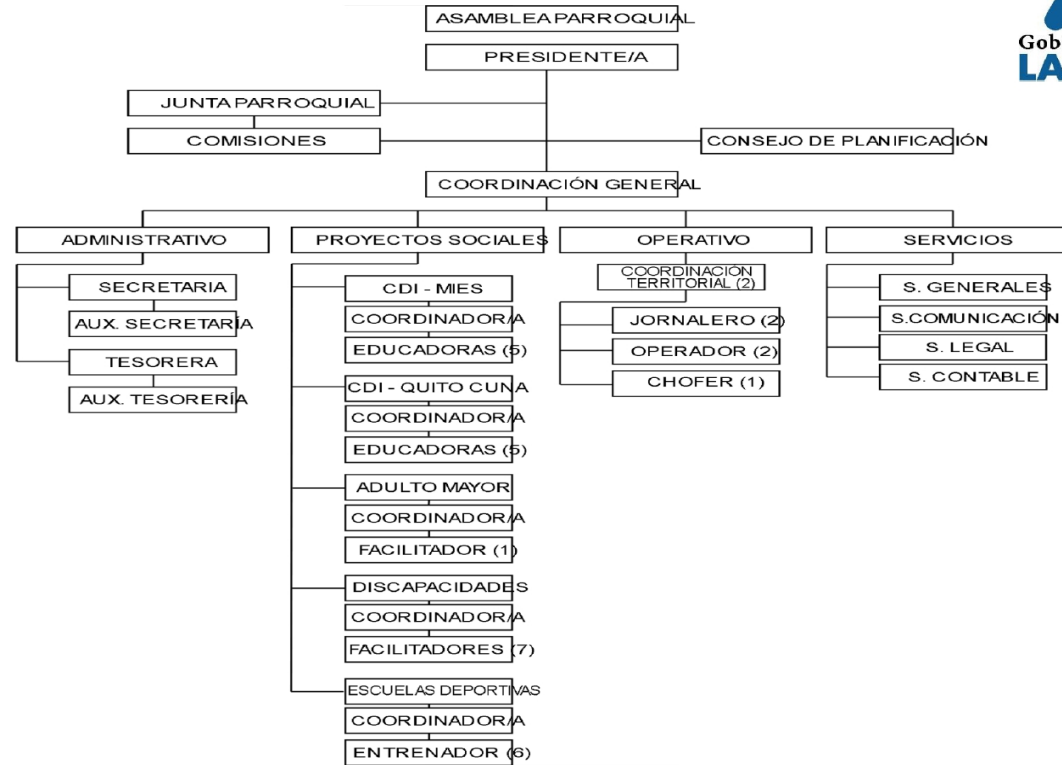 ASAMBLEA PARROQUIAL
PRESIDENTE/A
JUNTA PARROQUIAL
COMISIONES
CONSEJO DE PLANIFICACIÓN
COORDINACIÓN GENERAL
ADMINISTRATIVO
SECRETARIA
AUX. SECRETARÍA
TESORERA
AUX. TESORERÍA
PROYECTOS SOCIALES
CDI - MIES
COORDINADOR/A
EDUCADORAS (5)
CDI - QUITO CUNA
COORDINADOR/A
EDUCADORAS (5)
ADULTO MAYOR
COORDINADOR/A
FACILITADOR (1)
DISCAPACIDADES
COORDINADOR/A
FACILITADORES (7)
ESCUELAS DEPORTIVAS
COORDINADOR/A
ENTRENADOR (6)
OPERATIVO
COORDINACIÓN
TERRITORIAL (2)
JORNALERO (2)
OPERADOR (2)
CHOFER (1)
SERVICIOS
S. GENERALES
S.COMUNICACIÓN
S. LEGAL
S. CONTABLE